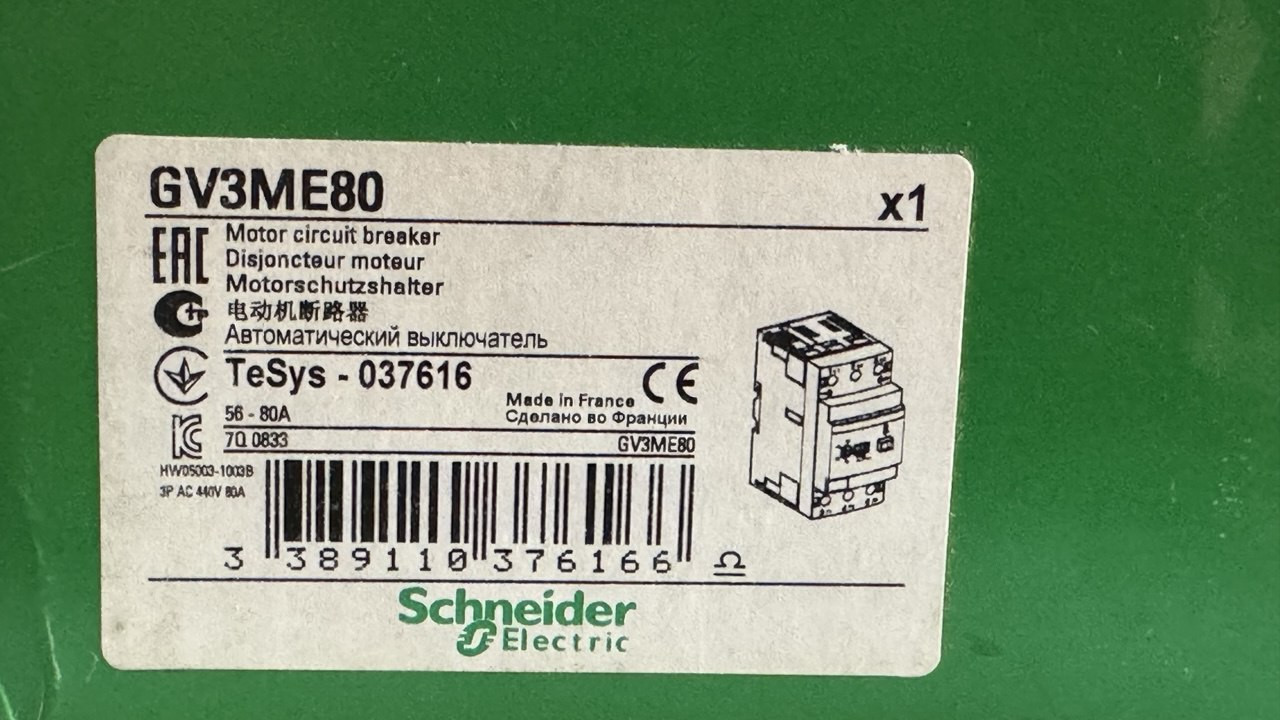 GV3ME80
x1
EAC
Motor circuit breaker
Disjoncteur moteur
Motorschutzshalter
电动机断路器
Автоматический выключатель
TeSys - 037616
CE
Made in France
Сделано во Франции
56 - 80A
7Q 0833
GV3ME80
HW05003-1003B
3P AC 440V 80A
3 389110 376166
Schneider
Electric